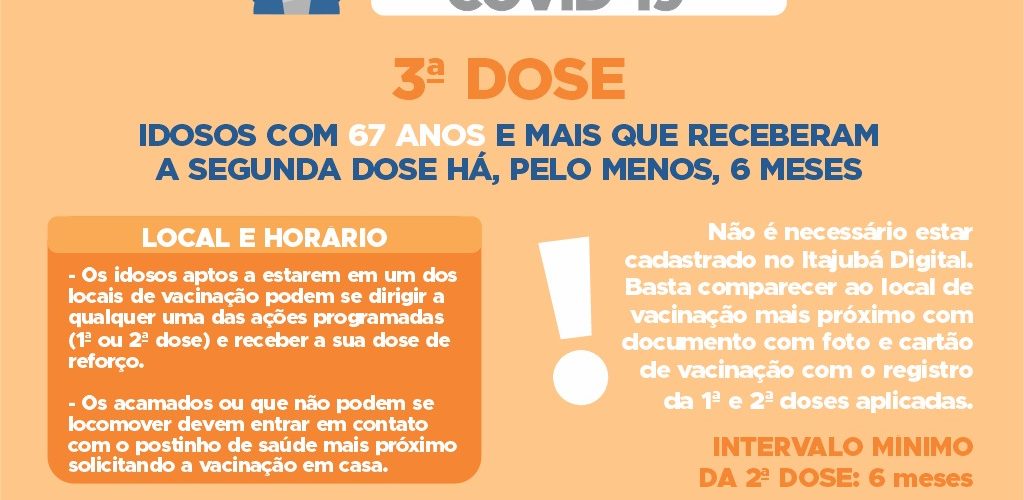 COVID-19
3ª DOSE
IDOSOS COM 67 ANOS E MAIS QUE RECEBERAM
A SEGUNDA DOSE HÁ, PELO MENOS, 6 MESES
LOCAL E HORARIO
- Os idosos aptos a estarem em um dos
locais de vacinação podem se dirigir a
qualquer uma das ações programadas
(1ª ou 2ª dose) e receber a sua dose de
reforço.
- Os acamados ou que não podem se
locomover devem entrar em contato
com o postinho de saúde mais próximo
solicitando a vacinação em casa.
!
Não é necessário estar
cadastrado no Itajubá Digital.
Basta comparecer ao local de
vacinação mais próximo com
documento com foto e cartão
de vacinação com o registro
da 1ª e 2ª doses aplicadas.
INTERVALO MINIMO
DA 2ª DOSE: 6 meses